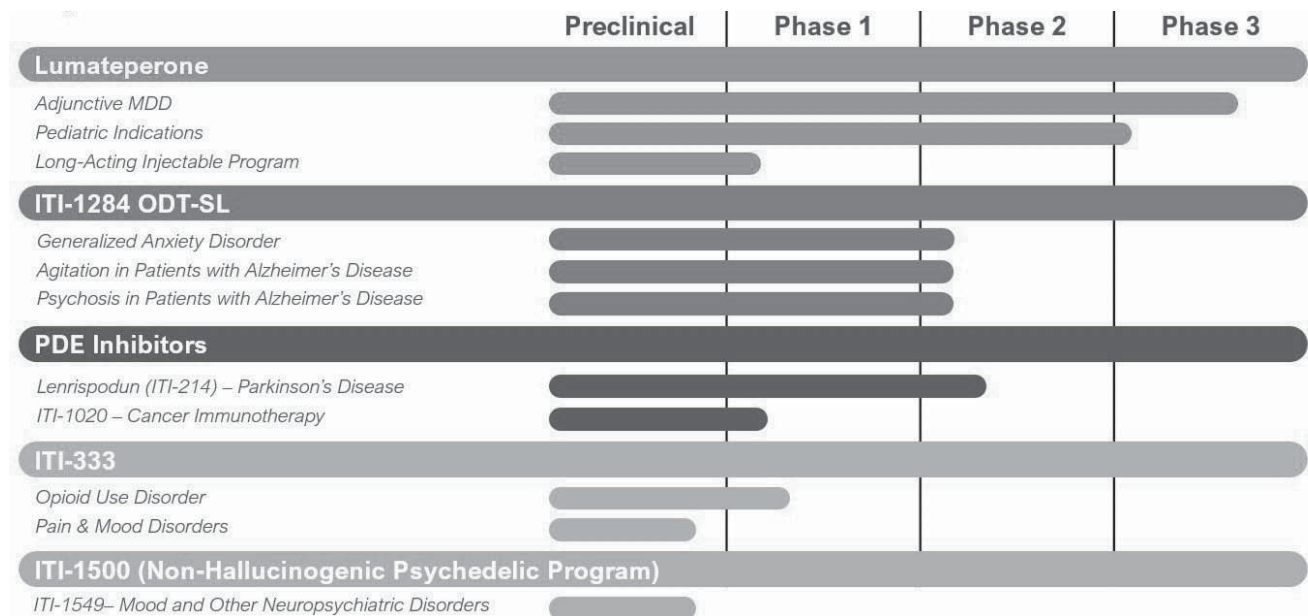 Preclinical Phase 1 Phase 2 Phase 3
Lumateperone
Adjunctive MDD
Pediatric Indications
Long-Acting Injectable Program
ITI-1284 ODT-SL
Generalized Anxiety Disorder
Agitation in Patients with Alzheimer’s Disease
Psychosis in Patients with Alzheimer’s Disease
PDE Inhibitors
Lenrispodun (ITI-214) – Parkinson’s Disease
ITI-1020 – Cancer Immunotherapy
ITI-333
Opioid Use Disorder
Pain & Mood Disorders
ITI-1500 (Non-Hallucinogenic Psychedelic Program)
ITI-1549– Mood and Other Neuropsychiatric Disorders